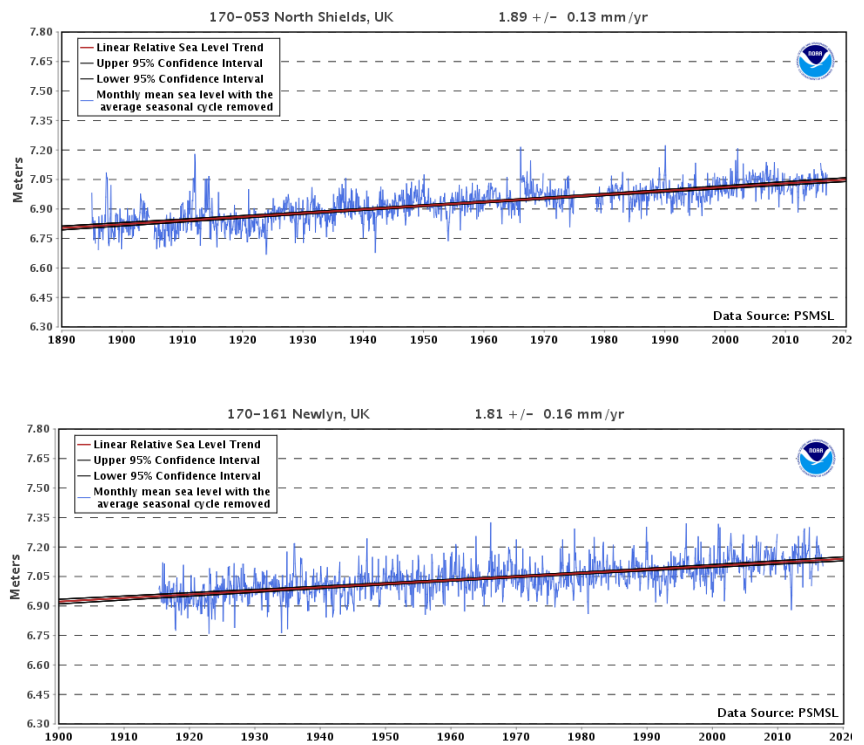 170-053 North Shields, UK 1.89 +/- 0.13 mm/yr
7.80
7.65
7.50
7.35
7.20
7.05
6.90
6.75
6.60
6.45
6.30
Meters
Linear Relative Sea Level Trend
Upper 95% Confidence Interval
Lower 95% Confidence Interval
Monthly mean sea level with the
average seasonal cycle removed
NOAA
Data Source: PSMSL
1890 1900 1910 1920 1930 1940 1950 1960 1970 1980 1990 2000 2010 202
170-161 Newlyn, UK 1.81 +/- 0.16 mm/yr
7.80
7.65
7.50
7.35
7.20
7.05
6.90
6.75
6.60
6.45
6.30
Meters
Linear Relative Sea Level Trend
Upper 95% Confidence Interval
Lower 95% Confidence Interval
Monthly mean sea level with the
average seasonal cycle removed
NOAA
Data Source: PSMSL
1900 1910 1920 1930 1940 1950 1960 1970 1980 1990 2000 2010 2020